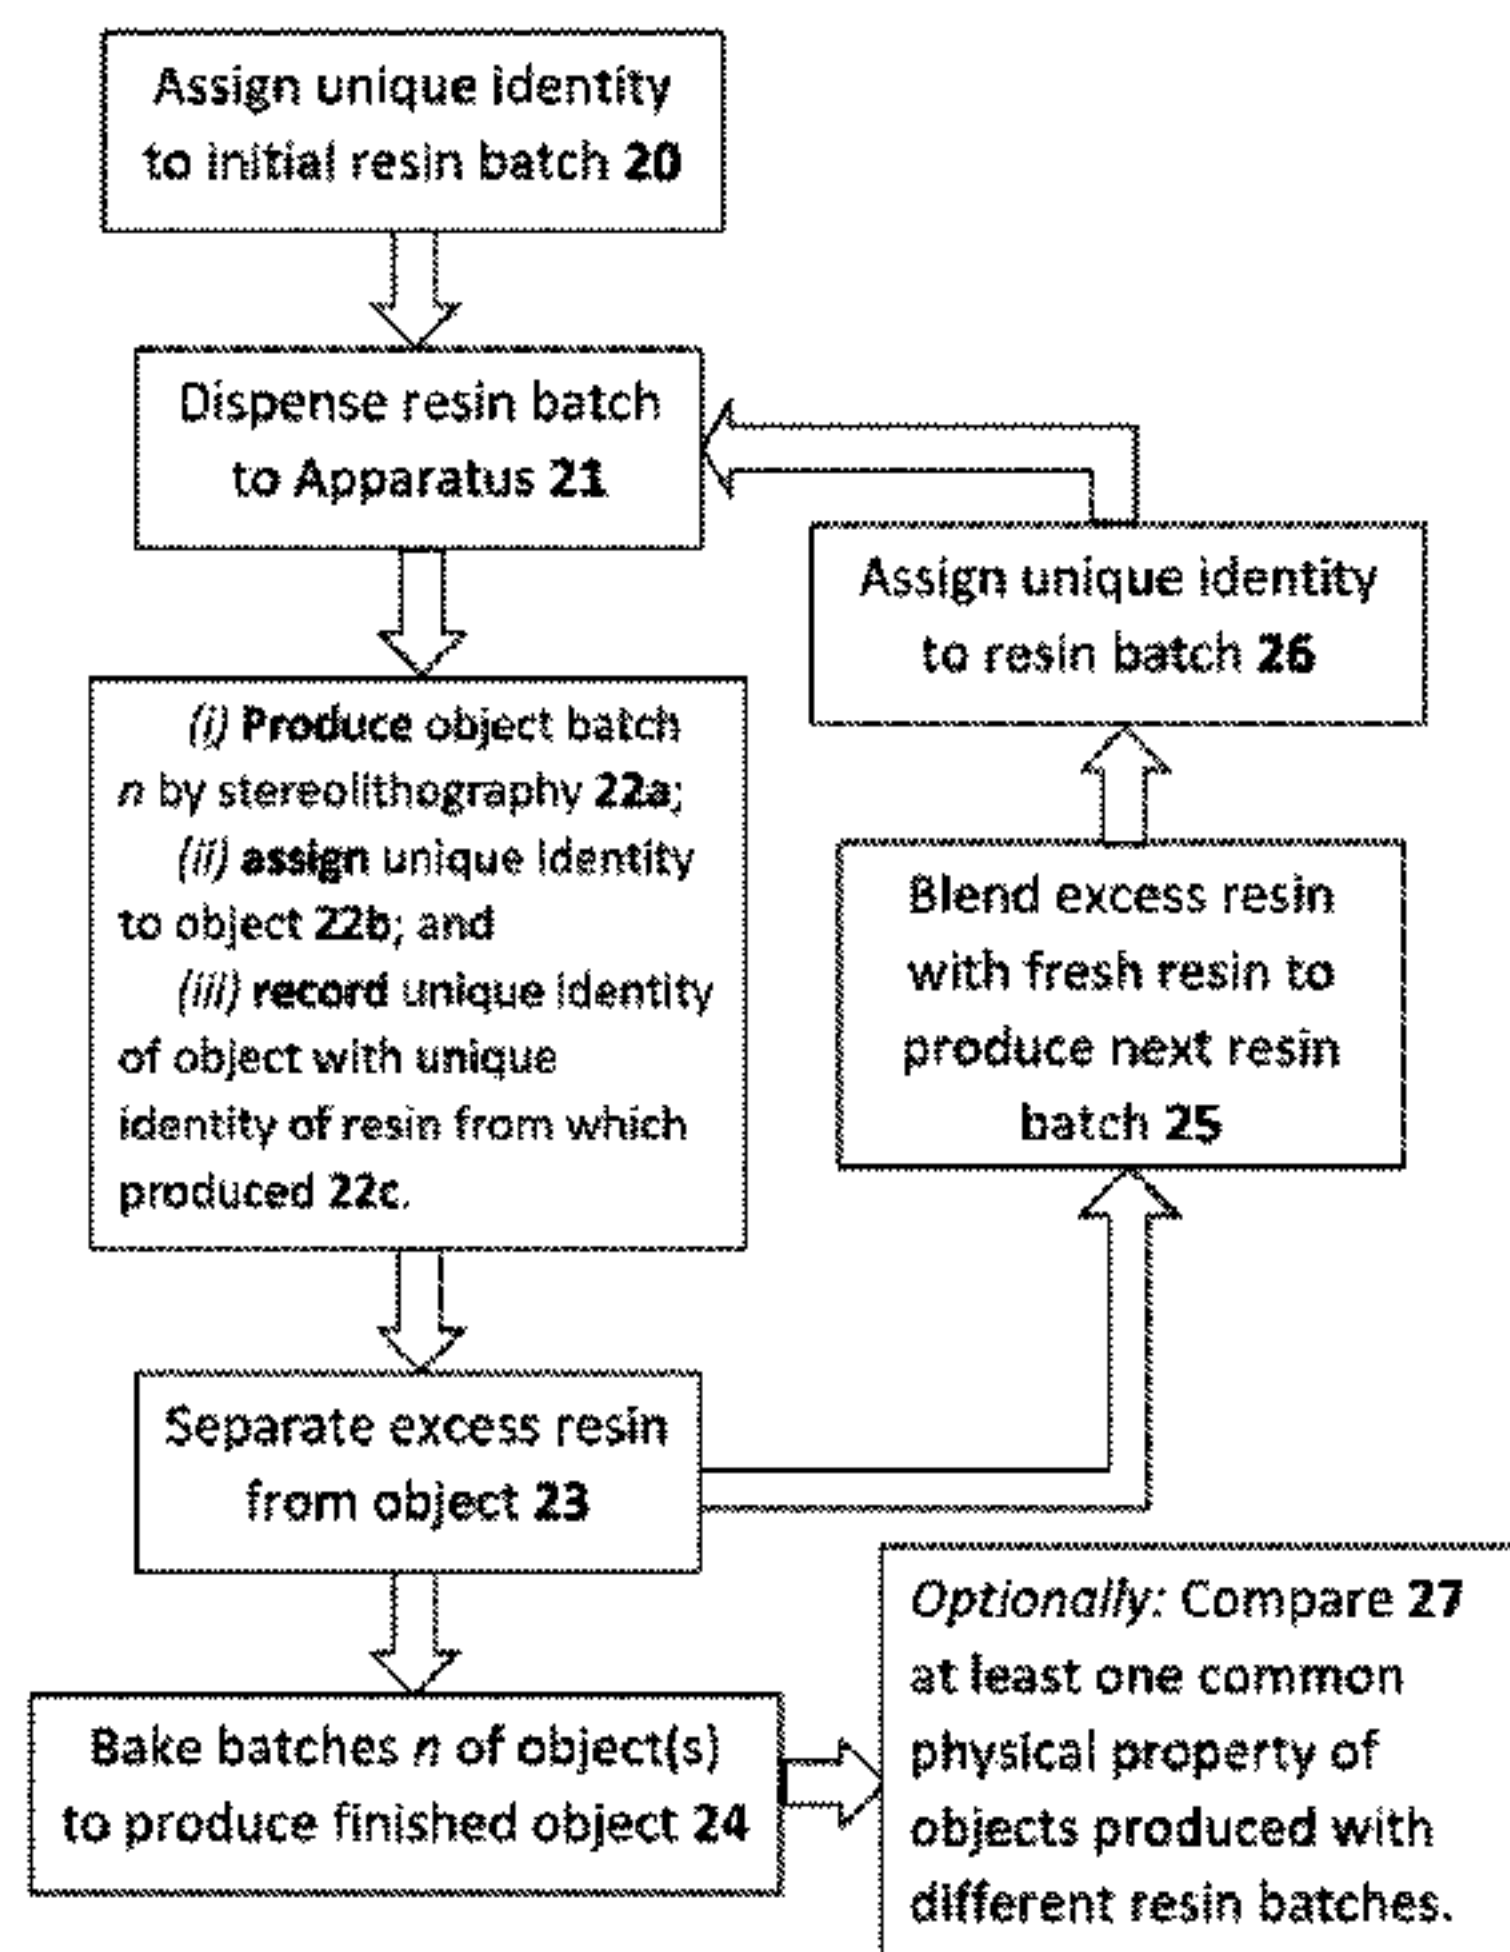 Assign unique identity
to initial resin batch 20
Dispense resin batch
to Apparatus 21
Assign unique identity
to resin batch 26
(i) Produce object batch
n by stereolithography 22a;
(ii) assign unique identity
to object 22b; and
(iii) record unique identity
of object with unique
identity of resin from which
produced 22c.
Blend excess resin
with fresh resin to
produce next resin
batch 25
Separate excess resin
from object 23
Bake batches n of object(s)
to produce finished object 24
Optionally: Compare 27
at least one common
physical property of
objects produced with
different resin batches.